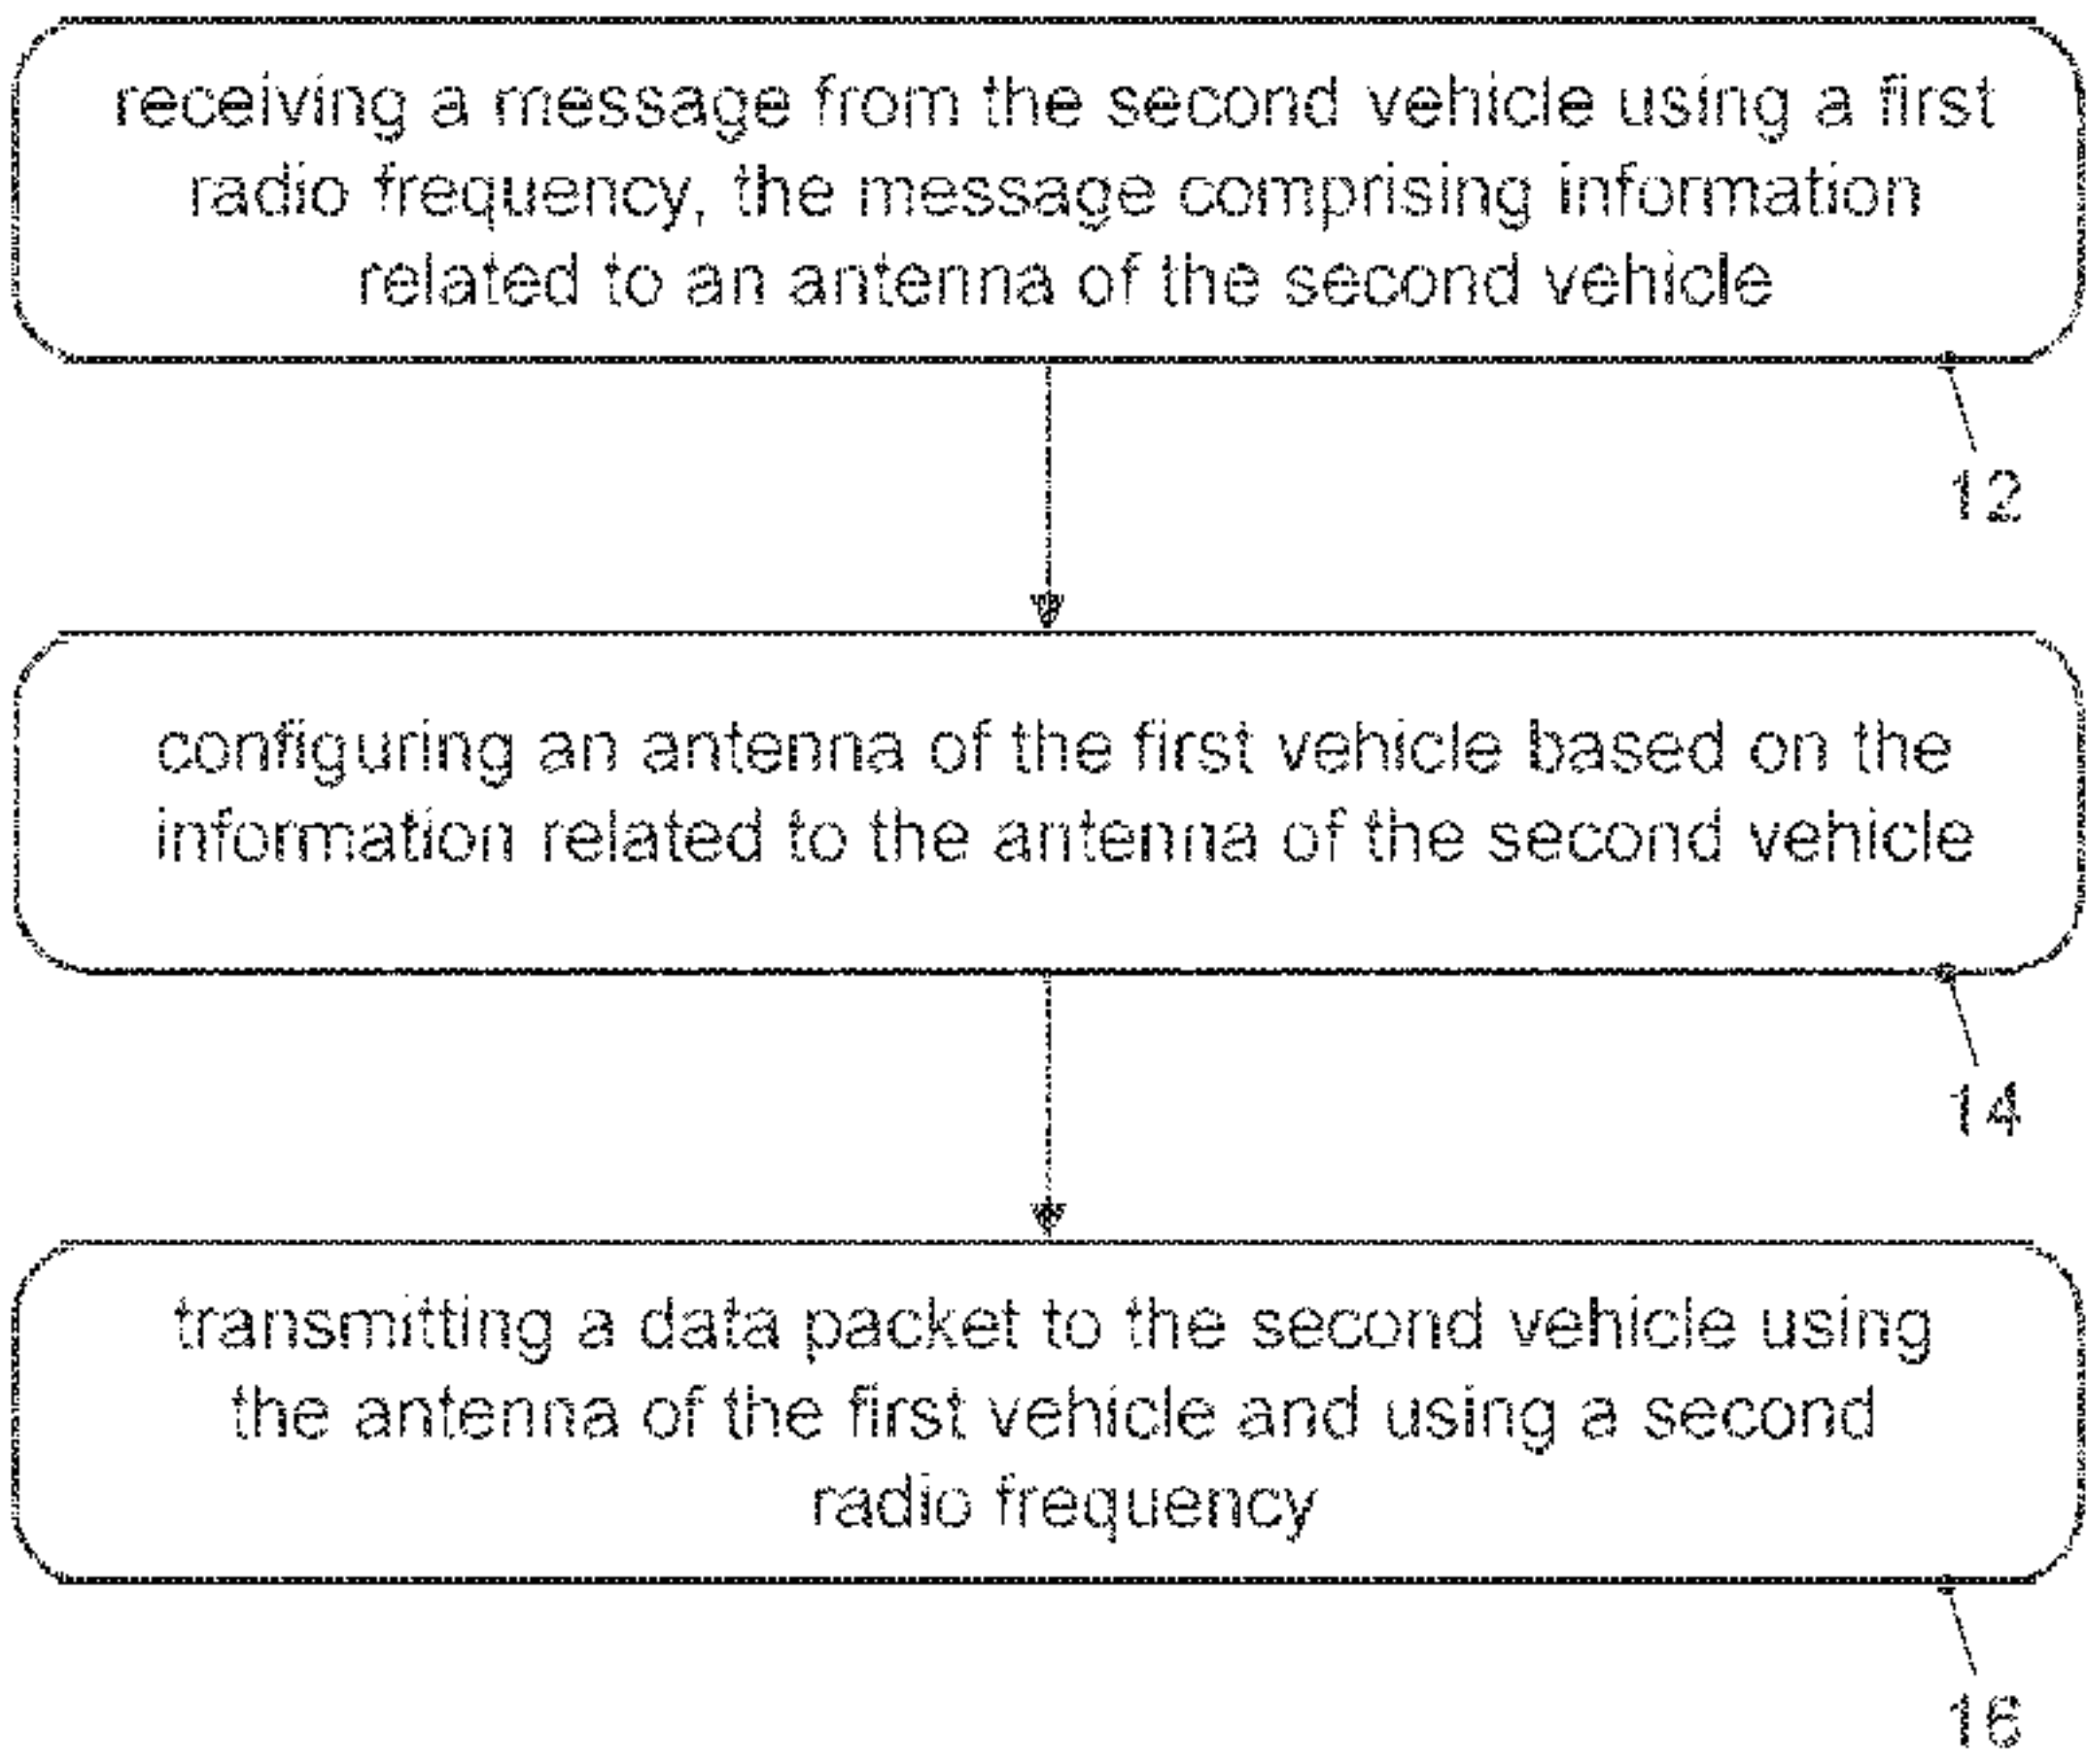 receiving a message from the second vehicle using a first
radio frequency, the message comprising information
related to an antenna of the second vehicle
12
configuring an antenna of the first vehicle based on the
information related to the antenna of the second vehicle
14
transmitting a data packet to the second vehicle using
the antenna of the first vehicle and using a second
radio frequency
16